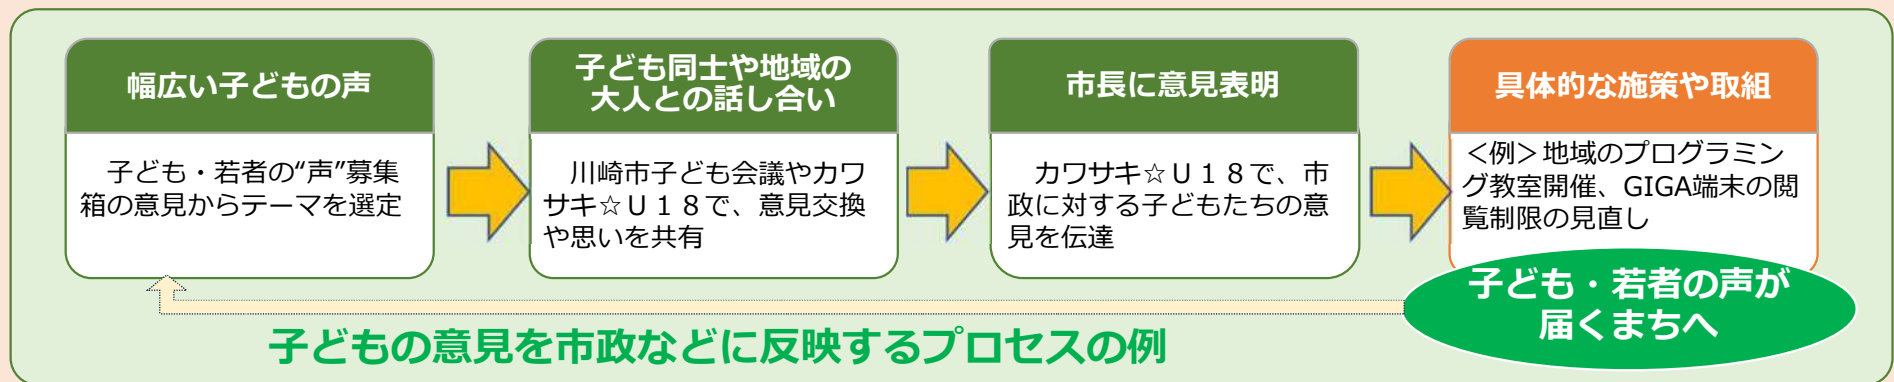 幅広い子どもの声
子ども・若者の“声”募集
箱の意見からテーマを選定
子ども同士や地域の
大人との話し合い
川崎市子ども会議やカワ
サキ☆U18で、意見交換
や思いを共有
市長に意見表明
カワサキ☆U18で、市
政に対する子どもたちの意
見を伝達
具体的な施策や取組
<例>地域のプログラミン
グ教室開催、GIGA端末の閲
覧制限の見直し
子ども・若者の声が
届くまちへ
子どもの意見を市政などに反映するプロセスの例